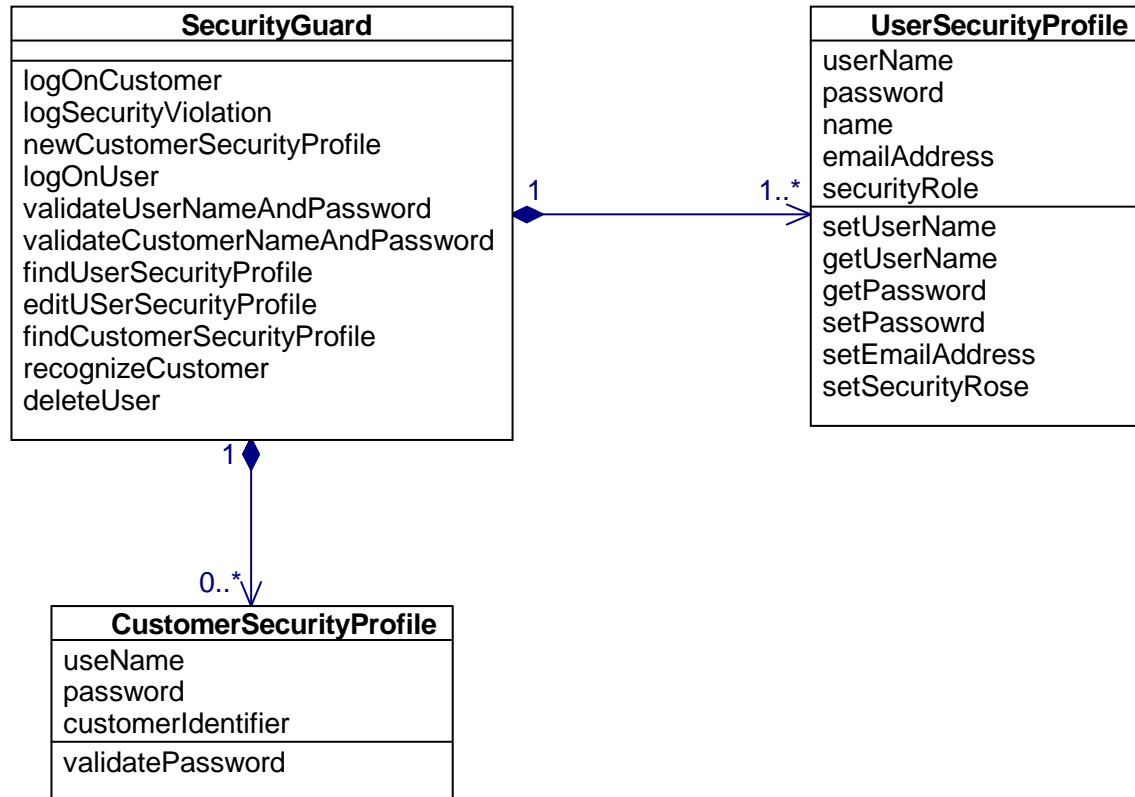 SecurityGuard
logOnCustomer
logSecurityViolation
newCustomerSecurityProfile
logOnUser
validateUserNameAndPassword
validateCustomerNameAndPassword
findUserSecurityProfile
editUSerSecurityProfile
findCustomerSecurityProfile
recognizeCustomer
deleteUser
1
1..*
UserSecurityProfile
userName
password
name
emailAddress
securityRole
setUserName
getUserName
getPassword
setPassowrd
setEmailAddress
setSecurityRose
1
0..*
CustomerSecurityProfile
useName
password
customerIdentifier
validatePassword